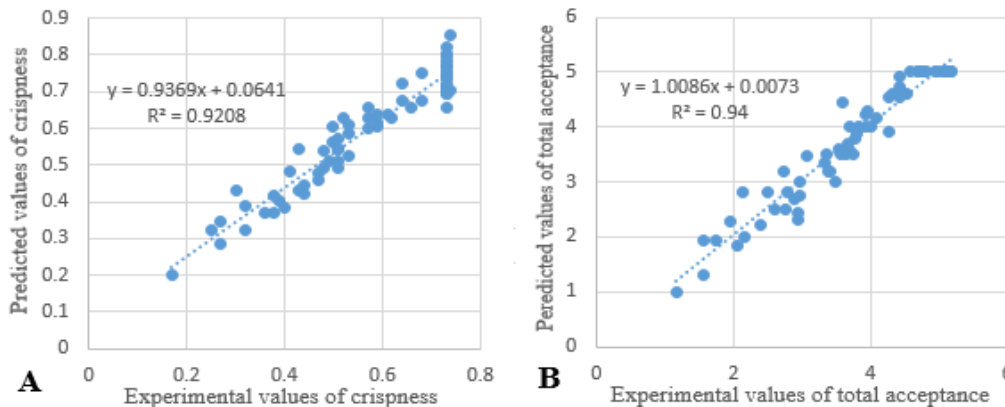 0.9
0.8
0.7
0.6
0.5
0.4
0.3
0.2
0.1
0
Predicted values of crispness
y = 0.9369x + 0.0641
R² = 0.9208
0 0.2 0.4 0.6 0.8
Experimental values of crispness
A
6
5
4
3
2
1
0
Peredicted values of total acceptance
y = 1.0086x + 0.0073
R² = 0.94
0 2 4 6
Experimental values of total acceptance
B